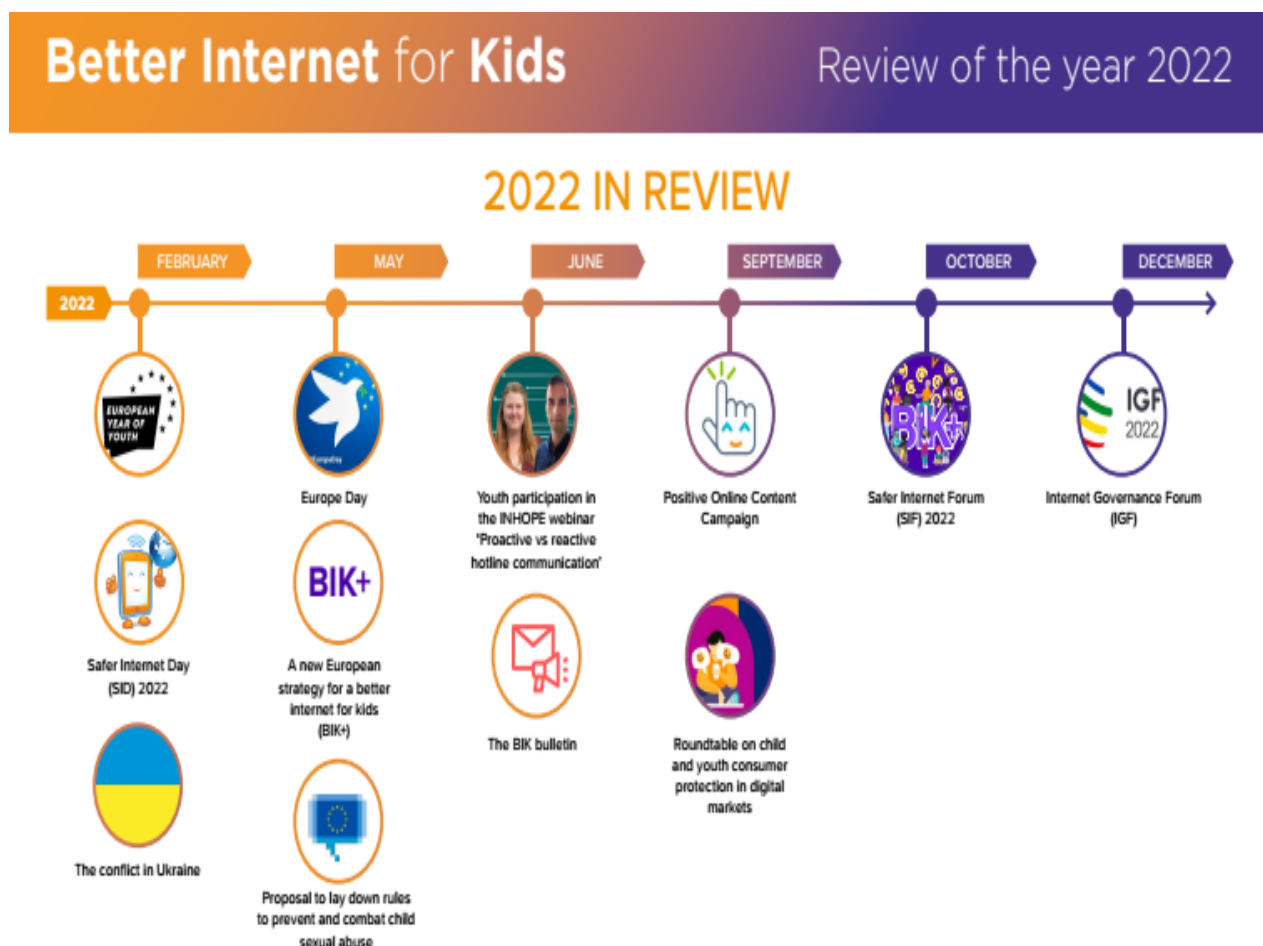 Better Internet for Kids
Review of the year 2022
2022 IN REVIEW
FEBRUARY
MAY
JUNE
SEPTEMBER
OCTOBER
DECEMBER
2022
EUROPEAN
YEAR OF
YOUTH
Safer Internet Day
(SID) 2022
The conflict in Ukraine
EuropeDay
Europe Day
BIK+
A new European
strategy for a better
internet for kids
(BIK+)
Proposal to lay down rules
to prevent and combat child
sexual abuse
Youth participation in
the INHOPE webinar
'Proactive vs reactive
hotline communication'
The BIK bulletin
Positive Online Content
Campaign
Roundtable on child
and youth consumer
protection in digital
markets
BIK+
Safer Internet Forum
(SIF) 2022
IGF
2022
Internet Governance Forum
(IGF)